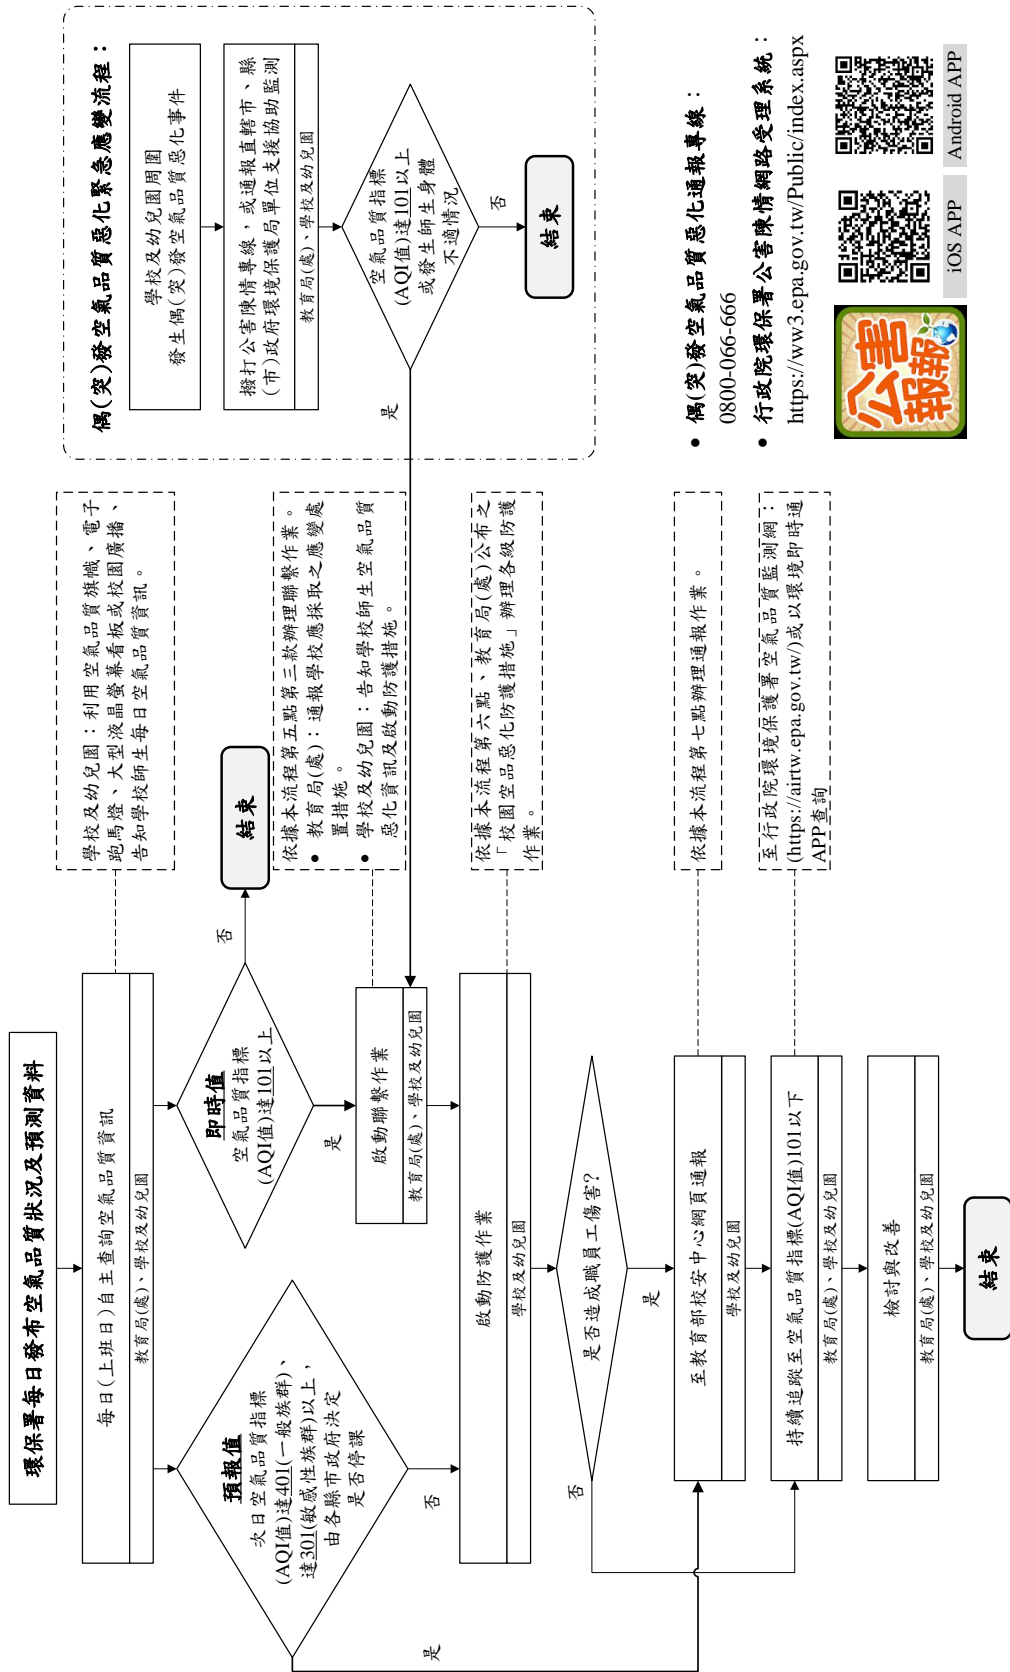 環保署每日發布空氣品質狀況及預測資料
每日(上班日)自主查詢空氣品質資訊
教育局(處)、學校及幼兒園
學校及幼兒園：利用空氣品質旗幟、電子
跑馬燈、大型液晶螢幕看板或校園廣播、
告知學校師生每日空氣品質資訊。
預報值
次日空氣品質指標
(AQI值)達401(一般族群)、
達301(敏感性族群)以上，
由各縣市政府決定
是否停課
是
否
即時值
空氣品質指標
(AQI值)達101以上
否
結束
是
啟動聯繫作業
教育局(處)、學校及幼兒園
依據本流程第五點第三款辦理聯繫作業。
● 教育局(處)：通報學校應採取之應變處
置措施。
● 學校及幼兒園：告知學校師生空氣品質
惡化資訊及啟動防護措施。
啟動防護作業
學校及幼兒園
依據本流程第六點、教育局(處)公布之
「校園空品惡化防護措施」辦理各級防護
作業。
是否造成職員工傷害?
否
是
至教育部校安中心網頁通報
學校及幼兒園
依據本流程第七點辦理通報作業。
持續追蹤至空氣品質指標(AQI值)101以下
教育局(處)、學校及幼兒園
至行政院環境保護署空氣品質監測網：
(https://airtw.epa.gov.tw/)或以環境即時通
APP查詢
檢討與改善
教育局(處)、學校及幼兒園
結束
偶(突)發空氣品質惡化緊急應變流程：
學校及幼兒園周圍
發生偶(突)發空氣品質惡化事件
撥打公害陳情專線，或通報直轄市、縣
(市)政府環境保護局單位支援協助監測
教育局(處)、學校及幼兒園
空氣品質指標
(AQI值)達101以上
或發生師生身體
不適情況
是
否
結束
• 偶(突)發空氣品質惡化通報專線：
0800-066-666
• 行政院環境保署公害陳情網路受理系統：
https://ww3.epa.gov.tw/Public/index.aspx
公害
報報
iOS APP
Android APP